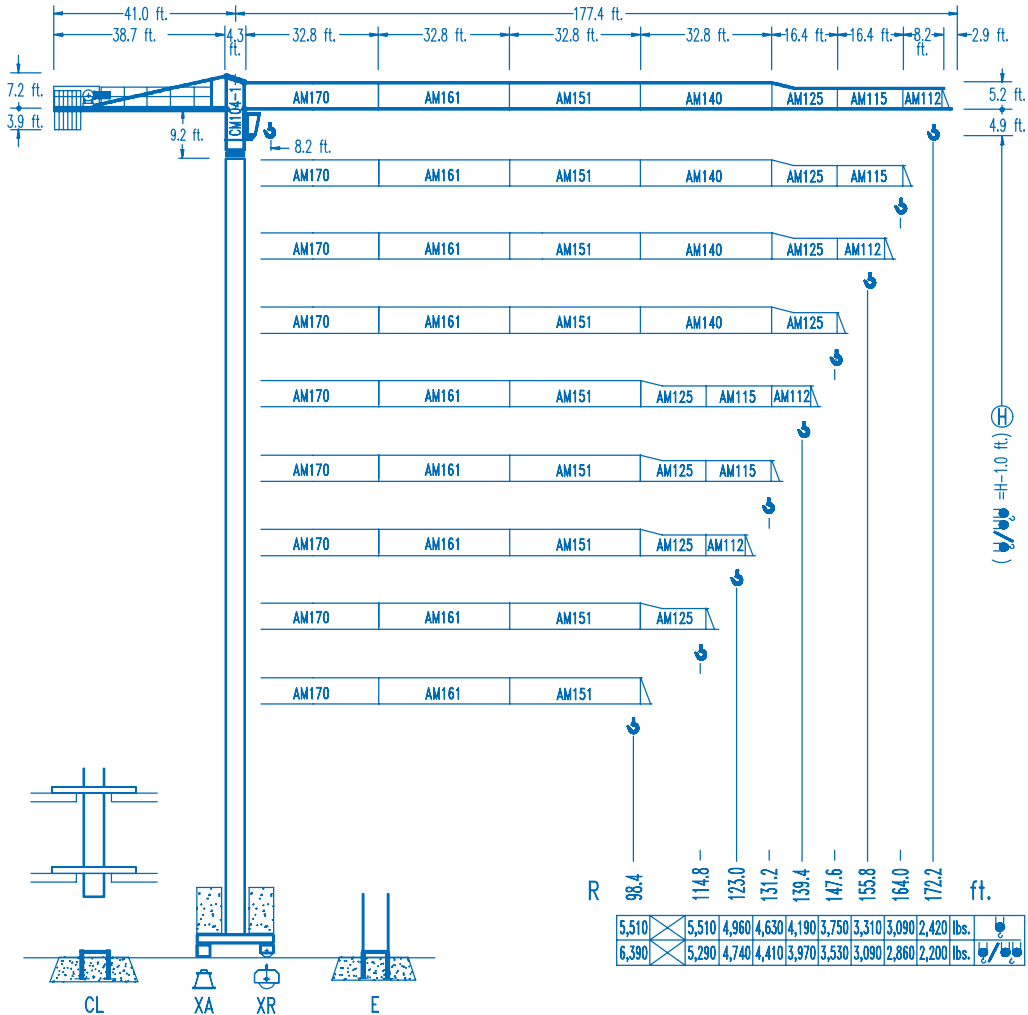 41.0 ft. 177.4 ft.
38.7 ft. 4.3 ft. 32.8 ft. 32.8 ft. 32.8 ft. 32.8 ft. 16.4 ft. 16.4 ft. 8.2 ft. 2.9 ft.
7.2 ft. CM104-1 AM170 AM161 AM151 AM140 AM125 AM115 AM112 5.2 ft.
3.9 ft. 9.2 ft. 8.2 ft. 4.9 ft.
AM170 AM161 AM151 AM140 AM125 AM115
AM170 AM161 AM151 AM140 AM125 AM112
AM170 AM161 AM151 AM140 AM125
AM170 AM161 AM151 AM125 AM115 AM112
H
( / =H-1.0 ft.)
AM170 AM161 AM151 AM125 AM115
AM170 AM161 AM151 AM125 AM112
AM170 AM161 AM151 AM125
AM170 AM161 AM151
R 98.4 114.8 123.0 131.2 139.4 147.6 155.8 164.0 172.2 ft.
5,510 5,510 4,960 4,630 4,190 3,750 3,310 3,090 2,420 lbs.
6,390 5,290 4,740 4,410 3,970 3,530 3,090 2,860 2,200 lbs. /
CL XA XR E